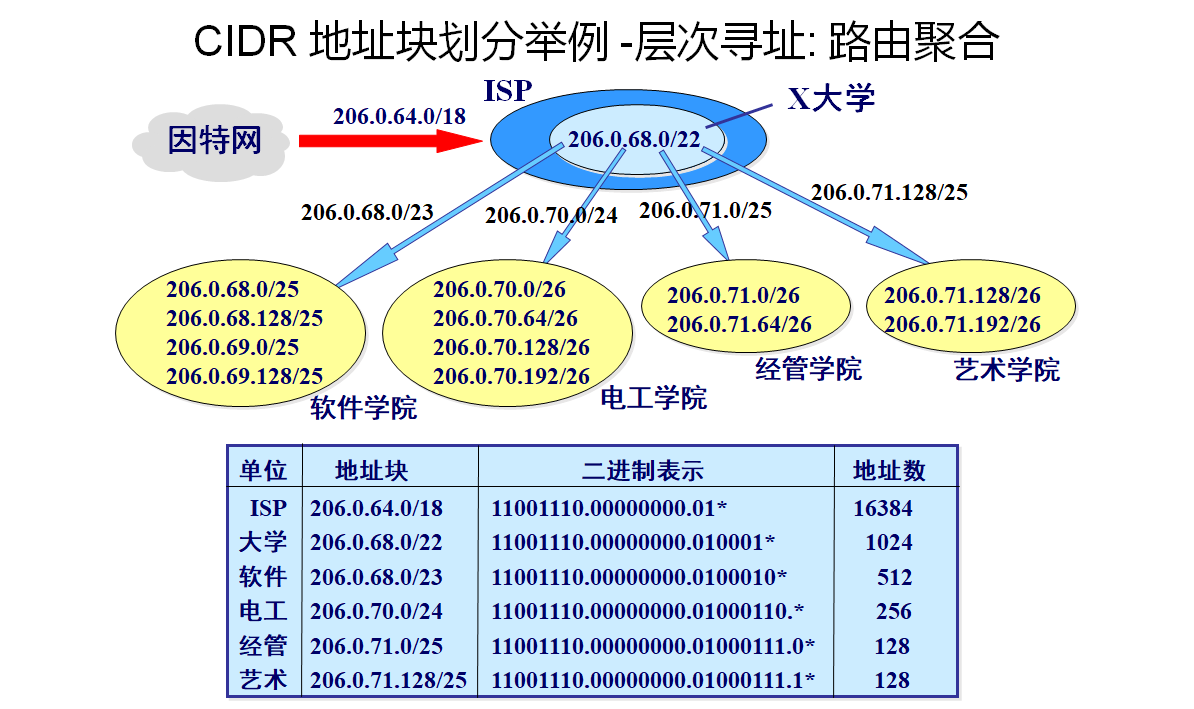 CIDR 地址块划分举例 -层次寻址: 路由聚合
ISP
X大学
206.0.64.0/18
因特网
206.0.68.0/22
206.0.71.128/25
206.0.68.0/23
206.0.70.0/24
206.0.71.0/25
206.0.68.0/25
206.0.68.128/25
206.0.69.0/25
206.0.69.128/25
软件学院
206.0.70.0/26
206.0.70.64/26
206.0.70.128/26
206.0.70.192/26
电工学院
206.0.71.0/26
206.0.71.64/26
经管学院
206.0.71.128/26
206.0.71.192/26
艺术学院
单位 地址块 二进制表示 地址数
ISP 206.0.64.0/18 11001110.00000000.01* 16384
大学 206.0.68.0/22 11001110.00000000.010001* 1024
软件 206.0.68.0/23 11001110.00000000.0100010* 512
电工 206.0.70.0/24 11001110.00000000.01000110.* 256
经管 206.0.71.0/25 11001110.00000000.01000111.0* 128
艺术 206.0.71.128/25 11001110.00000000.01000111.1* 128